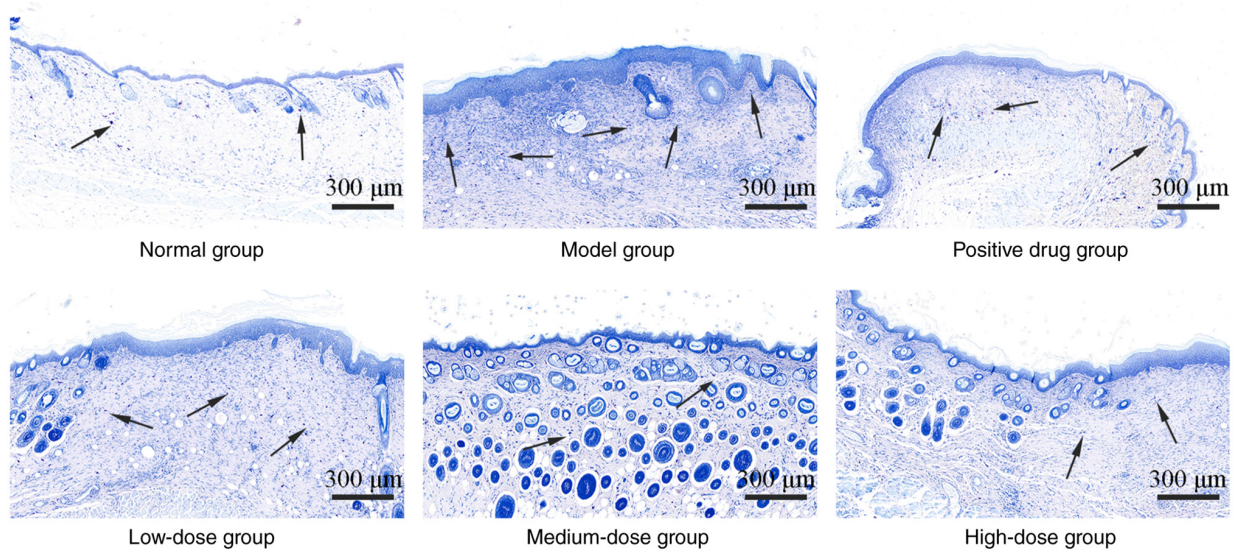 300 μm
300 μm
300 μm
Normal group
Model group
Positive drug group
300 μm
300 μm
300 μm
Low-dose group
Medium-dose group
High-dose group